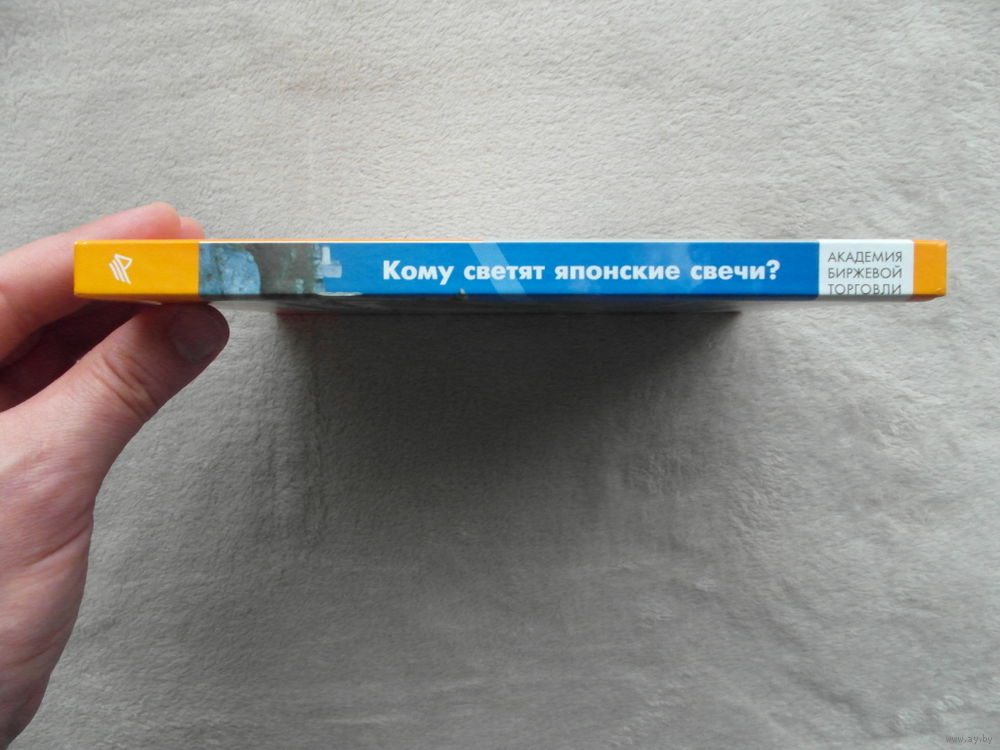 Кому светят японские свечи?
АКАДЕМИЯ
БИРЖЕВОЙ
ТОРГОВЛИ
www.ay.by